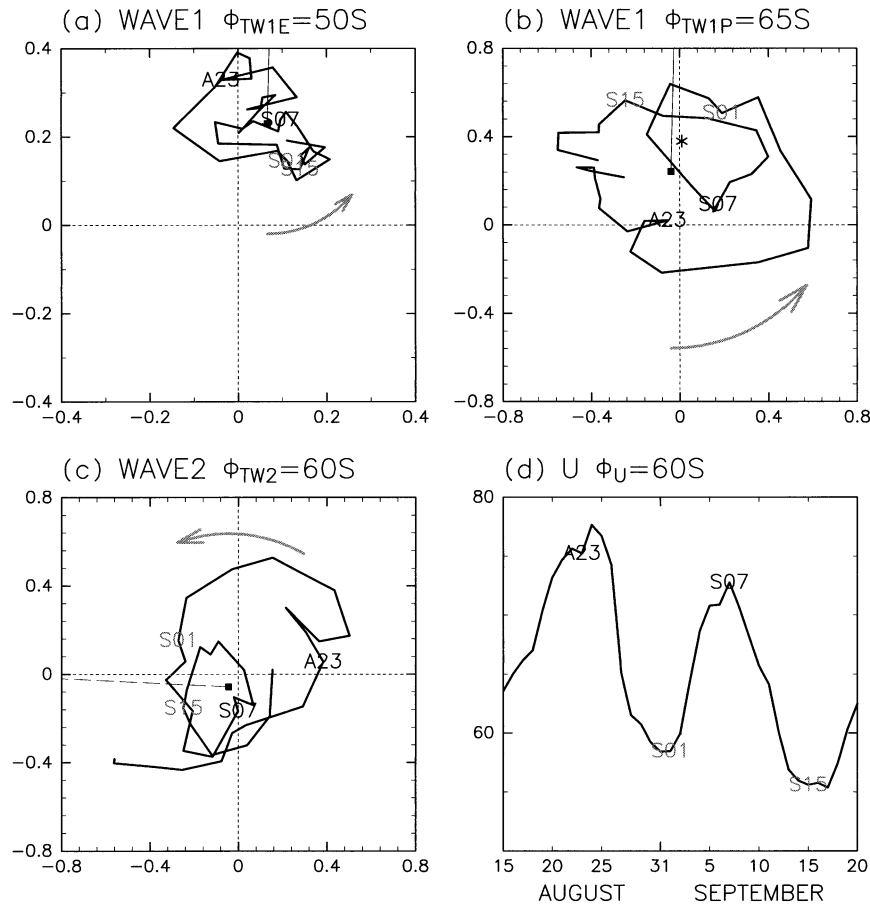 (a) WAVE1 Φ_TW1E=50S
0.4
0.2
0
−0.2
−0.4
−0.4 −0.2 0 0.2 0.4
A23
S07
S01
S15
(b) WAVE1 Φ_TW1P=65S
0.8
0.4
0
−0.4
−0.8
−0.8 −0.4 0 0.4 0.8
S15
S01
S07
A23
(c) WAVE2 Φ_TW2=60S
0.8
0.4
0
−0.4
−0.8
−0.8 −0.4 0 0.4 0.8
S01
A23
S15
S07
(d) U Φ_U=60S
80
60
A23
S07
S01
S15
15 20 25 31 5 10 15 20
AUGUST SEPTEMBER